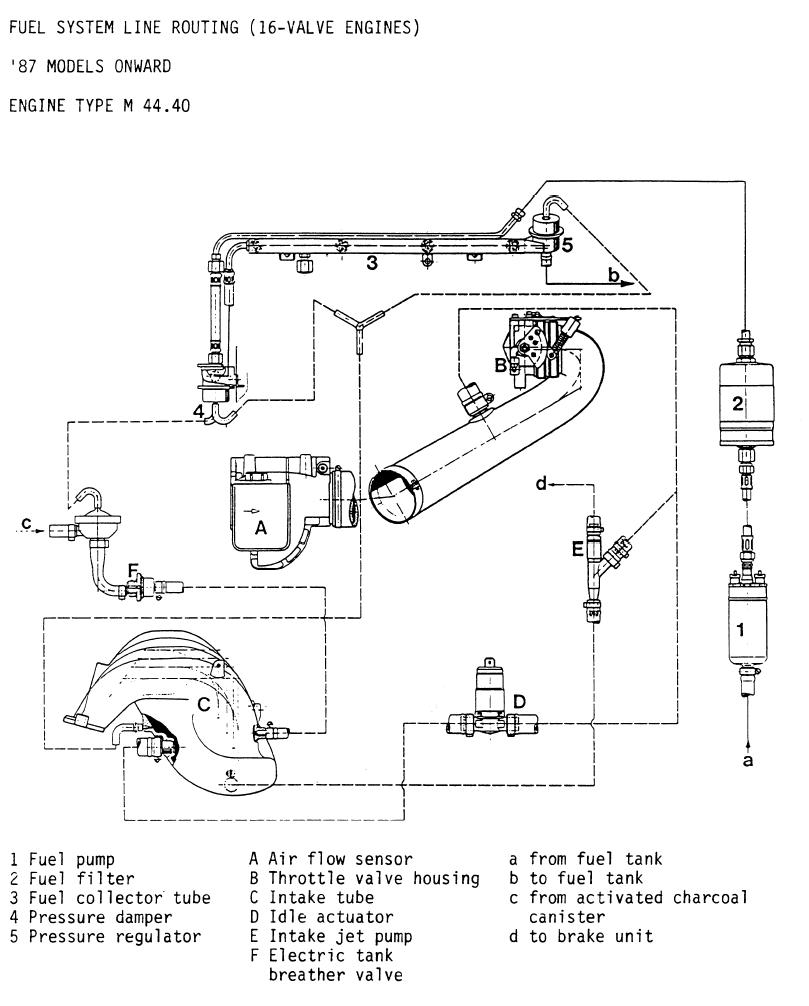 FUEL SYSTEM LINE ROUTING (16-VALVE ENGINES)
'87 MODELS ONWARD
ENGINE TYPE M 44.40
5
3
b
B
4
2
d
A
c
E
F
1
C
D
a
1 Fuel pump
2 Fuel filter
3 Fuel collector tube
4 Pressure damper
5 Pressure regulator
A Air flow sensor
B Throttle valve housing
C Intake tube
D Idle actuator
E Intake jet pump
F Electric tank
breather valve
a from fuel tank
b to fuel tank
c from activated charcoal
canister
d to brake unit